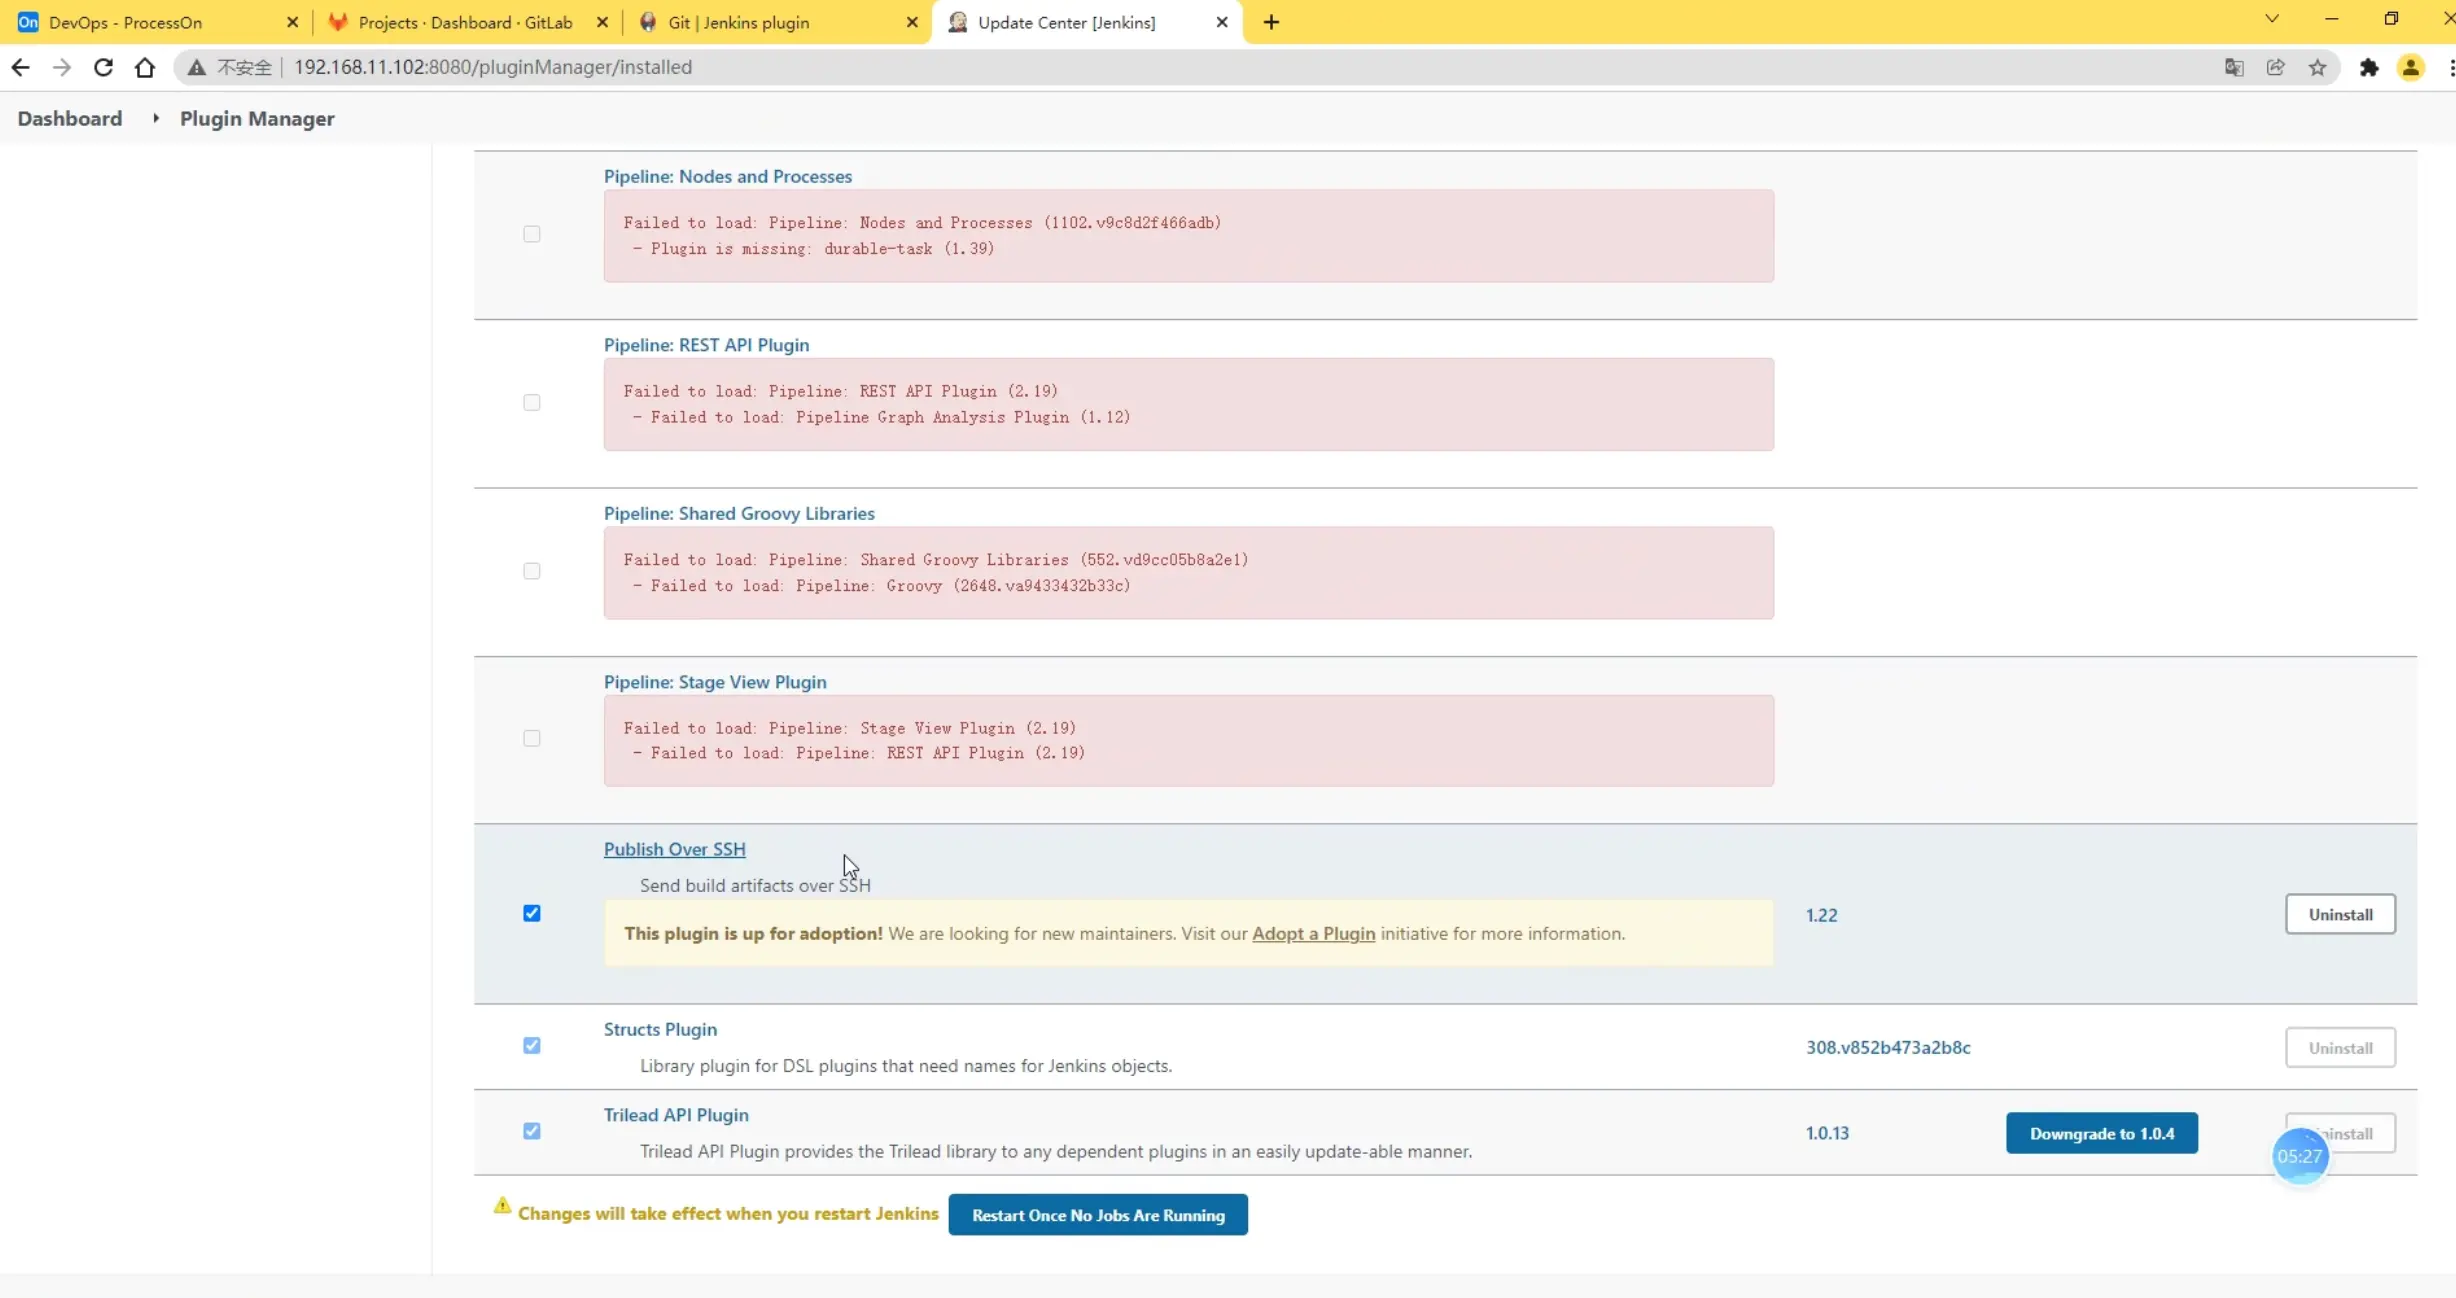 On DevOps - ProcessOn
Projects · Dashboard · GitLab
Git | Jenkins plugin
Update Center [Jenkins]
不安全 192.168.11.102:8080/pluginManager/installed
Dashboard Plugin Manager
Pipeline: Nodes and Processes
Failed to load: Pipeline: Nodes and Processes (1102.v9c8d2f466adb)
- Plugin is missing: durable-task (1.39)
Pipeline: REST API Plugin
Failed to load: Pipeline: REST API Plugin (2.19)
- Failed to load: Pipeline Graph Analysis Plugin (1.12)
Pipeline: Shared Groovy Libraries
Failed to load: Pipeline: Shared Groovy Libraries (552.vd9cc05b8a2e1)
- Failed to load: Pipeline: Groovy (2648.va9433432b33c)
Pipeline: Stage View Plugin
Failed to load: Pipeline: Stage View Plugin (2.19)
- Failed to load: Pipeline: REST API Plugin (2.19)
Publish Over SSH
Send build artifacts over SSH
This plugin is up for adoption! We are looking for new maintainers. Visit our Adopt a Plugin initiative for more information.
1.22
Uninstall
Structs Plugin
Library plugin for DSL plugins that need names for Jenkins objects.
308.v852b473a2b8c
Uninstall
Trilead API Plugin
Trilead API Plugin provides the Trilead library to any dependent plugins in an easily update-able manner.
1.0.13
Downgrade to 1.0.4
05:27
Changes will take effect when you restart Jenkins
Restart Once No Jobs Are Running